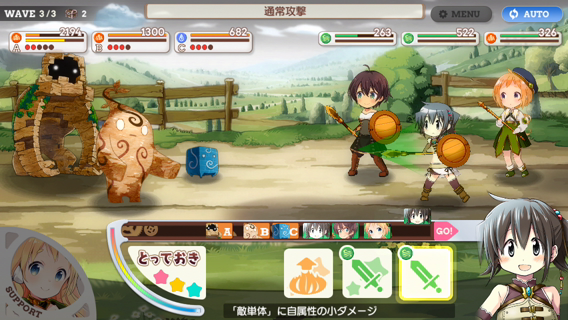 WAVE 3/3 2
通常攻撃
MENU
AUTO
2194
1300
682
263
522
326
A
B
C
A
B
C
GO!
とっておき
SUPPORT
「敵単体」に自属性の小ダメージ